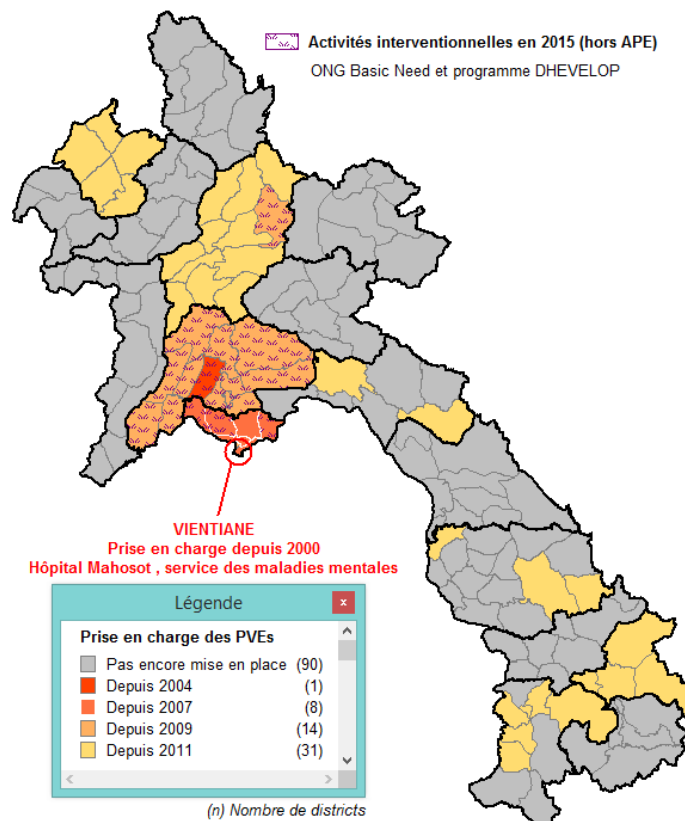 Activités interventionnelles en 2015 (hors APE)
ONG Basic Need et programme DHEVELOP
VIENTIANE
Prise en charge depuis 2000
Hôpital Mahosot , service des maladies mentales
Légende
x
Prise en charge des PVEs
Pas encore mise en place (90)
Depuis 2004 (1)
Depuis 2007 (8)
Depuis 2009 (14)
Depuis 2011 (31)
(n) Nombre de districts